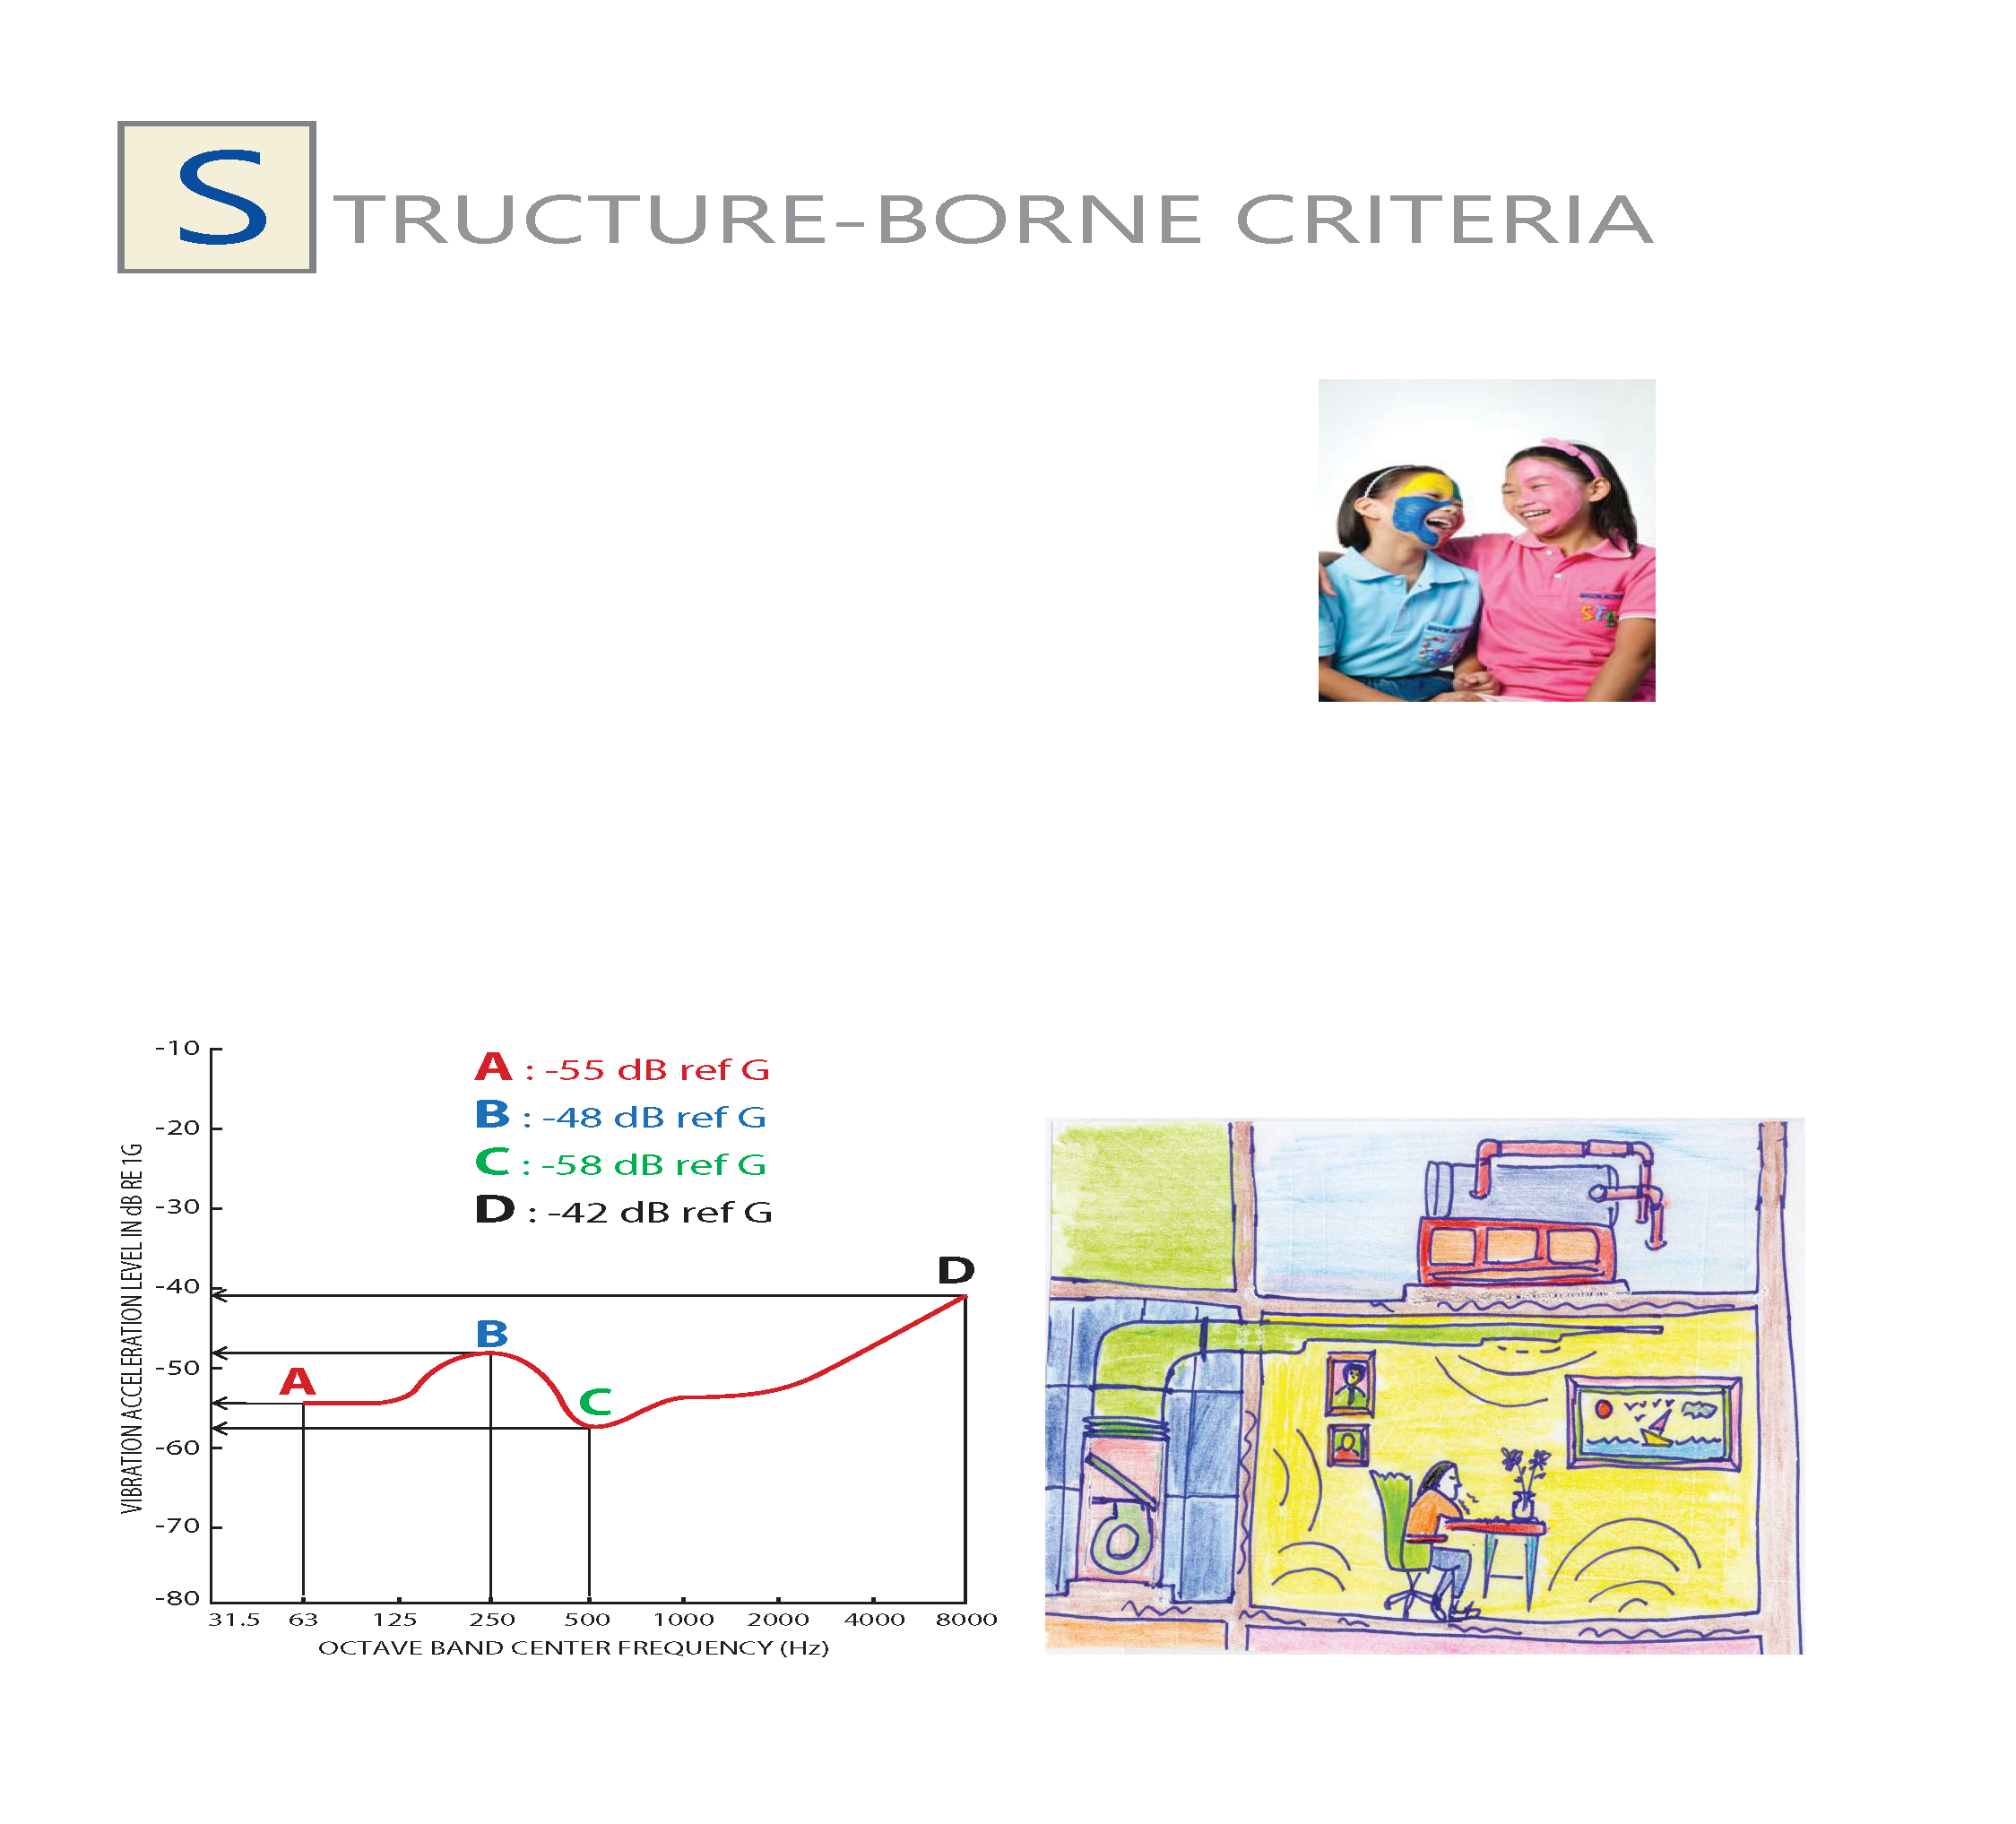 STRUCTURE-BORNE CRITERIA
A : -55 dB ref G
B : -48 dB ref G
C : -58 dB ref G
D : -42 dB ref G
VIBRATION ACCELERATION LEVEL IN dB RE 1G
-10
-20
-30
-40
-50
-60
-70
-80
A
B
C
D
31.5 63 125 250 500 1000 2000 4000 8000
OCTAVE BAND CENTER FREQUENCY (Hz)